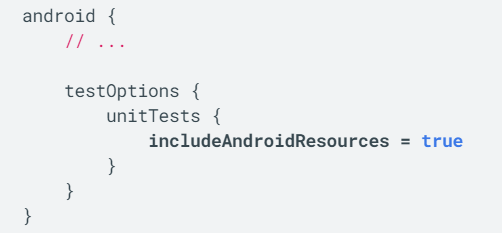 android {
    // ...

    testOptions {
        unitTests {
            includeAndroidResources = true
        }
    }
}